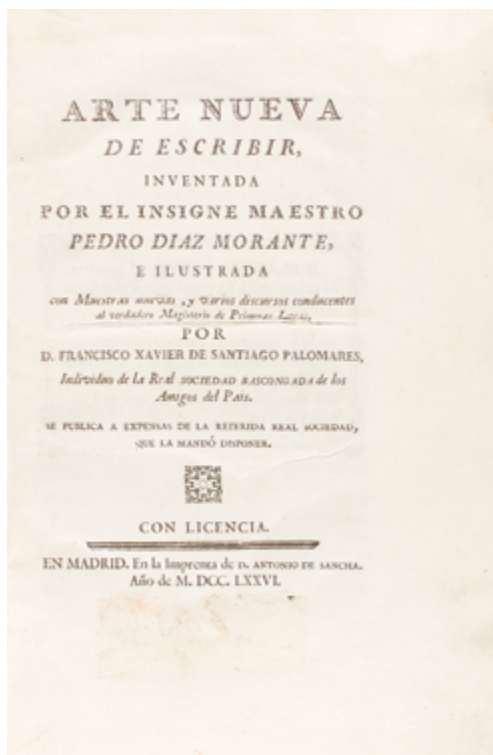 ARTE NUEVA
DE ESCRIBIR,
INVENTADA
POR EL INSIGNE MAESTRO
PEDRO DIAZ MORANTE,
E ILUSTRADA
con Muestras nuevas , y varios discursos conducentes
al verdadero Magisterio de Primeras Letras,
POR
D. FRANCISCO XAVIER DE SANTIAGO PALOMARES,
Individuo de la Real SOCIEDAD BASCONGADA de los
Amigos del Pais.
SE PUBLICA A EXPENSAS DE LA REFERIDA REAL SOCIEDAD,
QUE LA MANDÓ DISPONER.
CON LICENCIA.
EN MADRID. En la Imprenta de D. ANTONIO DE SANCHA.
Año de M. DCC. LXXVI.